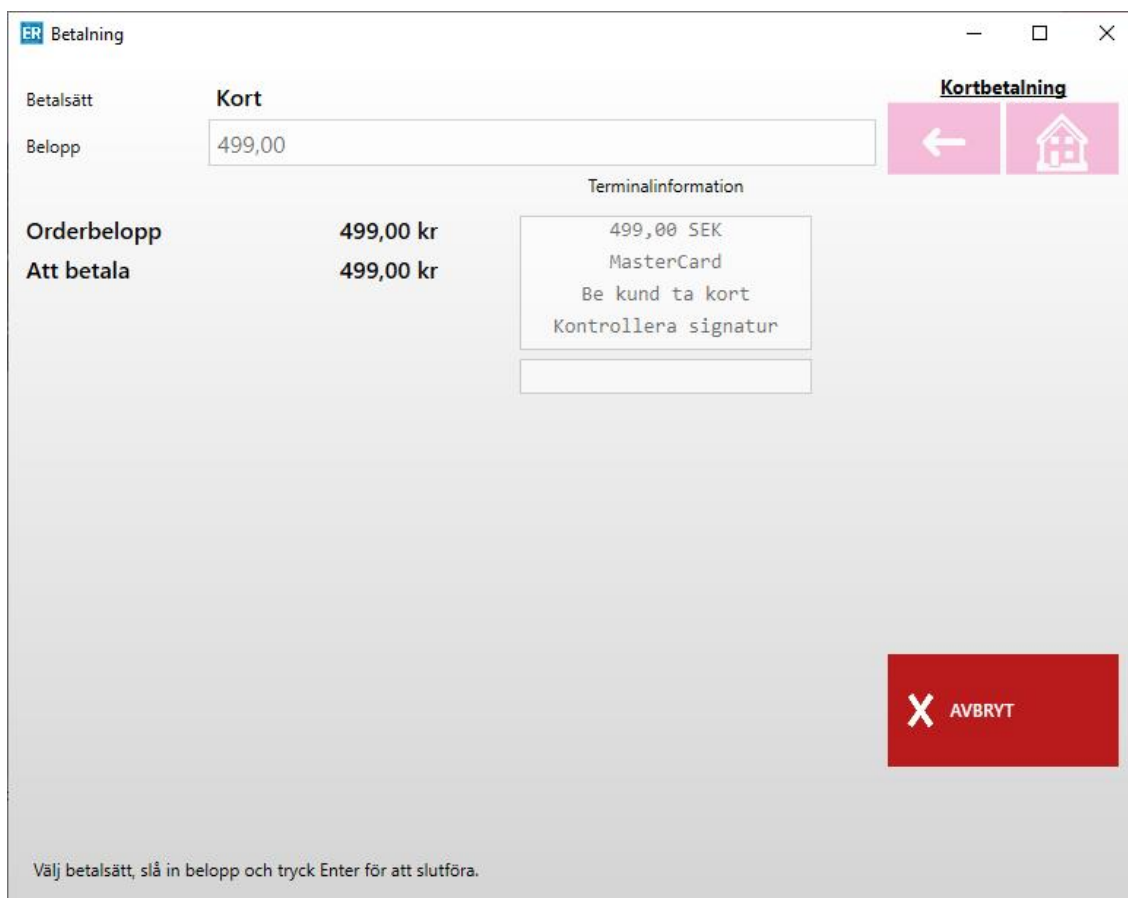 ER Betalning
Kortbetalning
Betalsätt Kort
Belopp 499,00
Terminalinformation
Orderbelopp 499,00 kr
Att betala 499,00 kr
499,00 SEK
MasterCard
Be kund ta kort
Kontrollera signatur
X AVBRYT
Välj betalsätt, slå in belopp och tryck Enter för att slutföra.